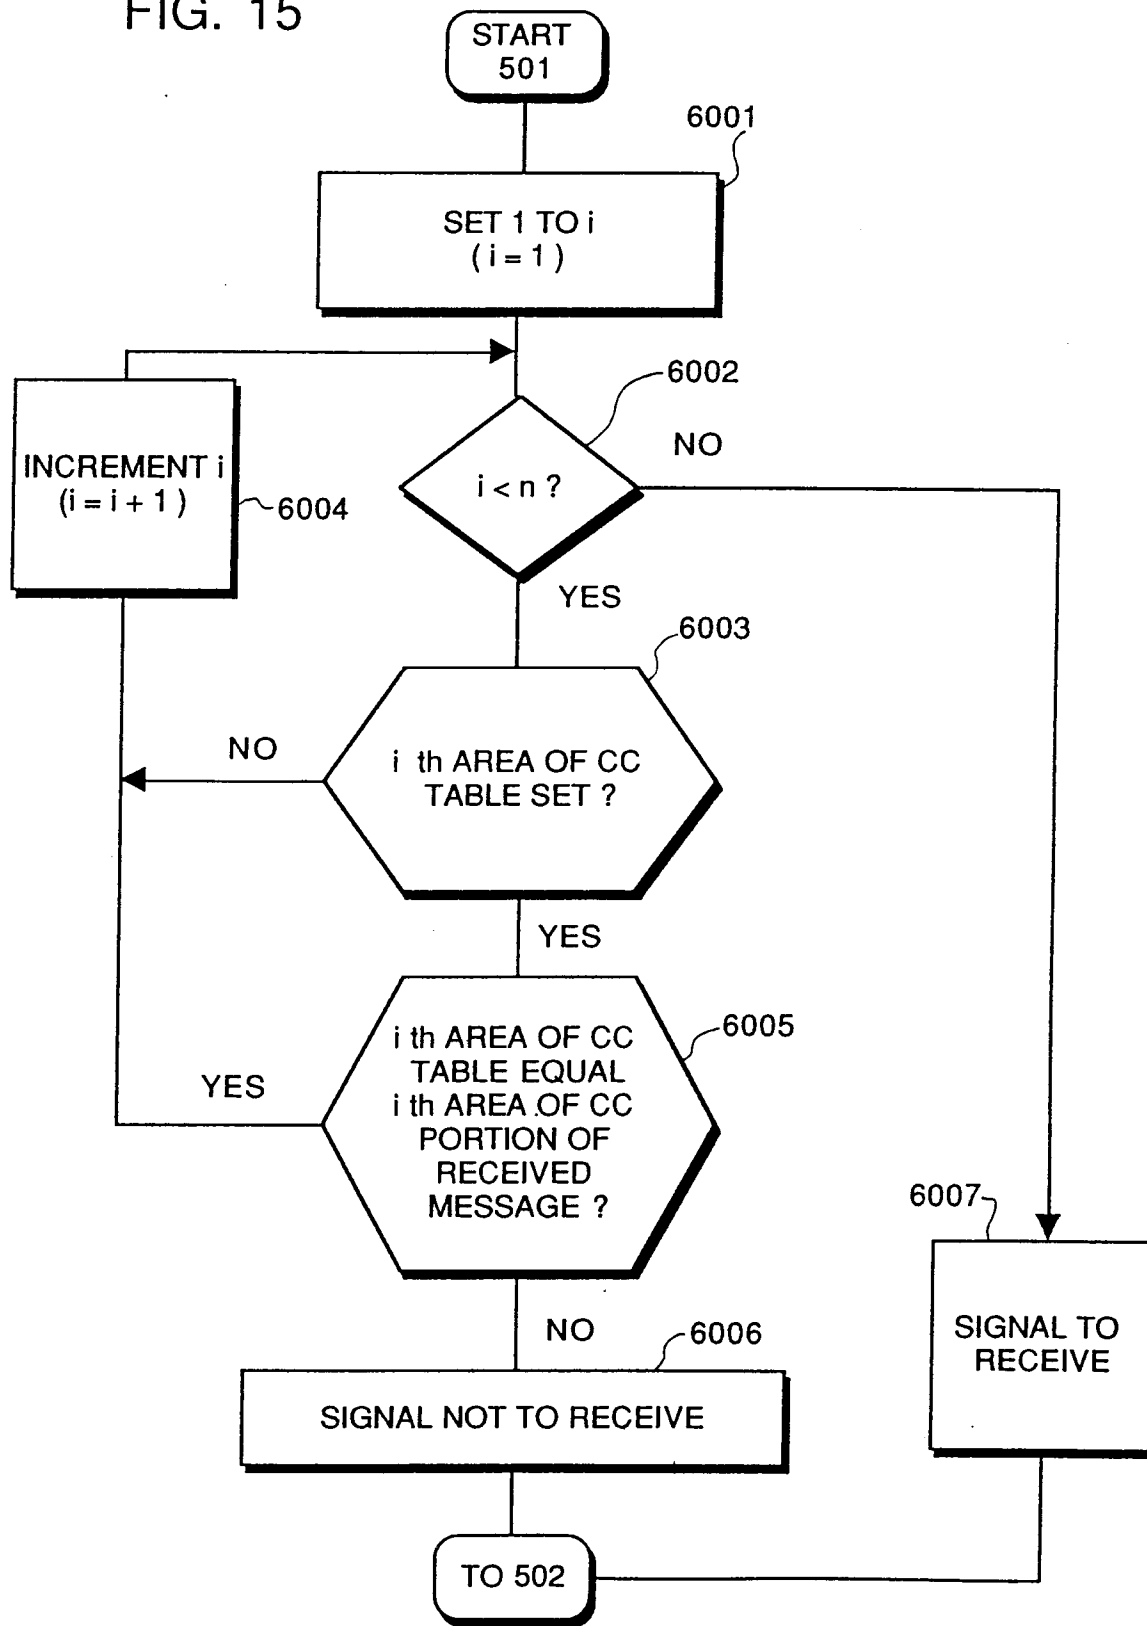 FIG. 15
START
501
6001
SET 1 TO i
( i = 1 )
6002
NO
i < n ?
INCREMENT i
(i = i + 1 )
6004
YES
6003
NO
i th AREA OF CC
TABLE SET ?
YES
6005
i th AREA OF CC
TABLE EQUAL
i th AREA OF CC
PORTION OF
RECEIVED
MESSAGE ?
YES
6007
NO
6006
SIGNAL TO
RECEIVE
SIGNAL NOT TO RECEIVE
TO 502